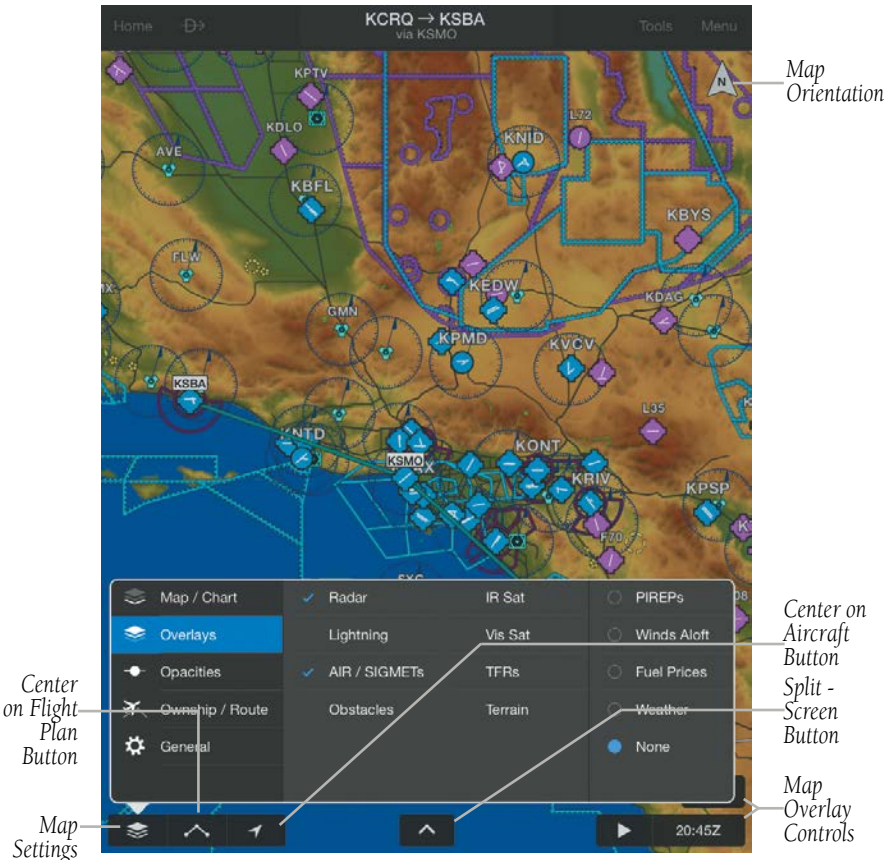 Home
KCRQ → KSBA
via KSMO
Tools
Menu
Map
Orientation
N
KPTV
L72
KDLO
KNID
AVE
KBFL
KBYS
FLW
KEDW
KDAG
GMN
KPMD
KVCV
KSBA
L35
KNTD
KONT
KSMO
KRIV
KPSP
F70
Map / Chart
Radar
IR Sat
PIREPs
Overlays
Lightning
Vis Sat
Winds Aloft
Opacities
AIR / SIGMETs
TFRs
Fuel Prices
Ownship / Route
Obstacles
Terrain
Weather
General
None
Center on
Aircraft
Button
Split -
Screen
Button
Center
on Flight
Plan
Button
Map
Overlay
Controls
Map
Settings
20:45Z